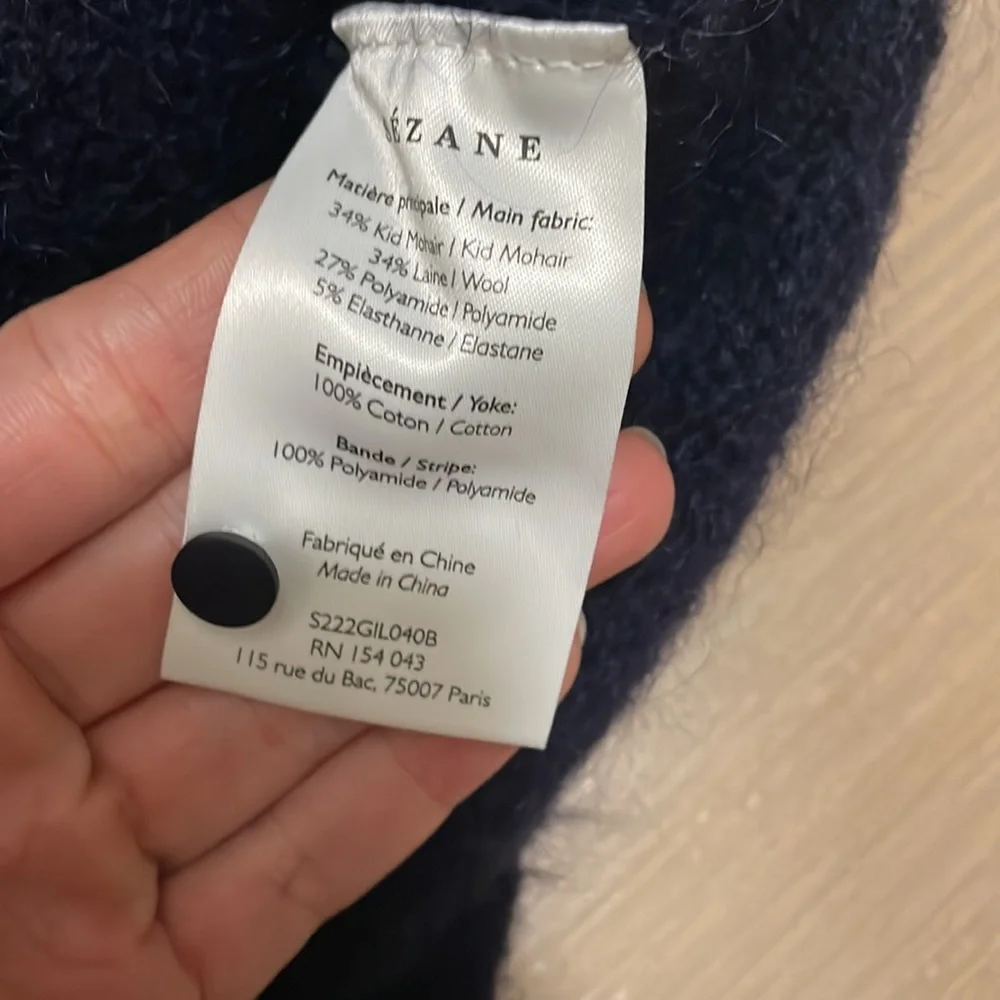 ÉZANE
Matière pncipale / Main fabric:
34% Kid Mohair | Kid Mohair
34% Laine | Wool
27% Polyamide | Polyamide
5% Elasthanne / Elastane
Empiècement / Yoke:
100% Coton / Cotton
Bande / Stripe:
100% Polyamide / Polyamide
Fabriqué en Chine
Made in China
S222GIL040B
RN 154 043
115 rue du Bac, 75007 Paris